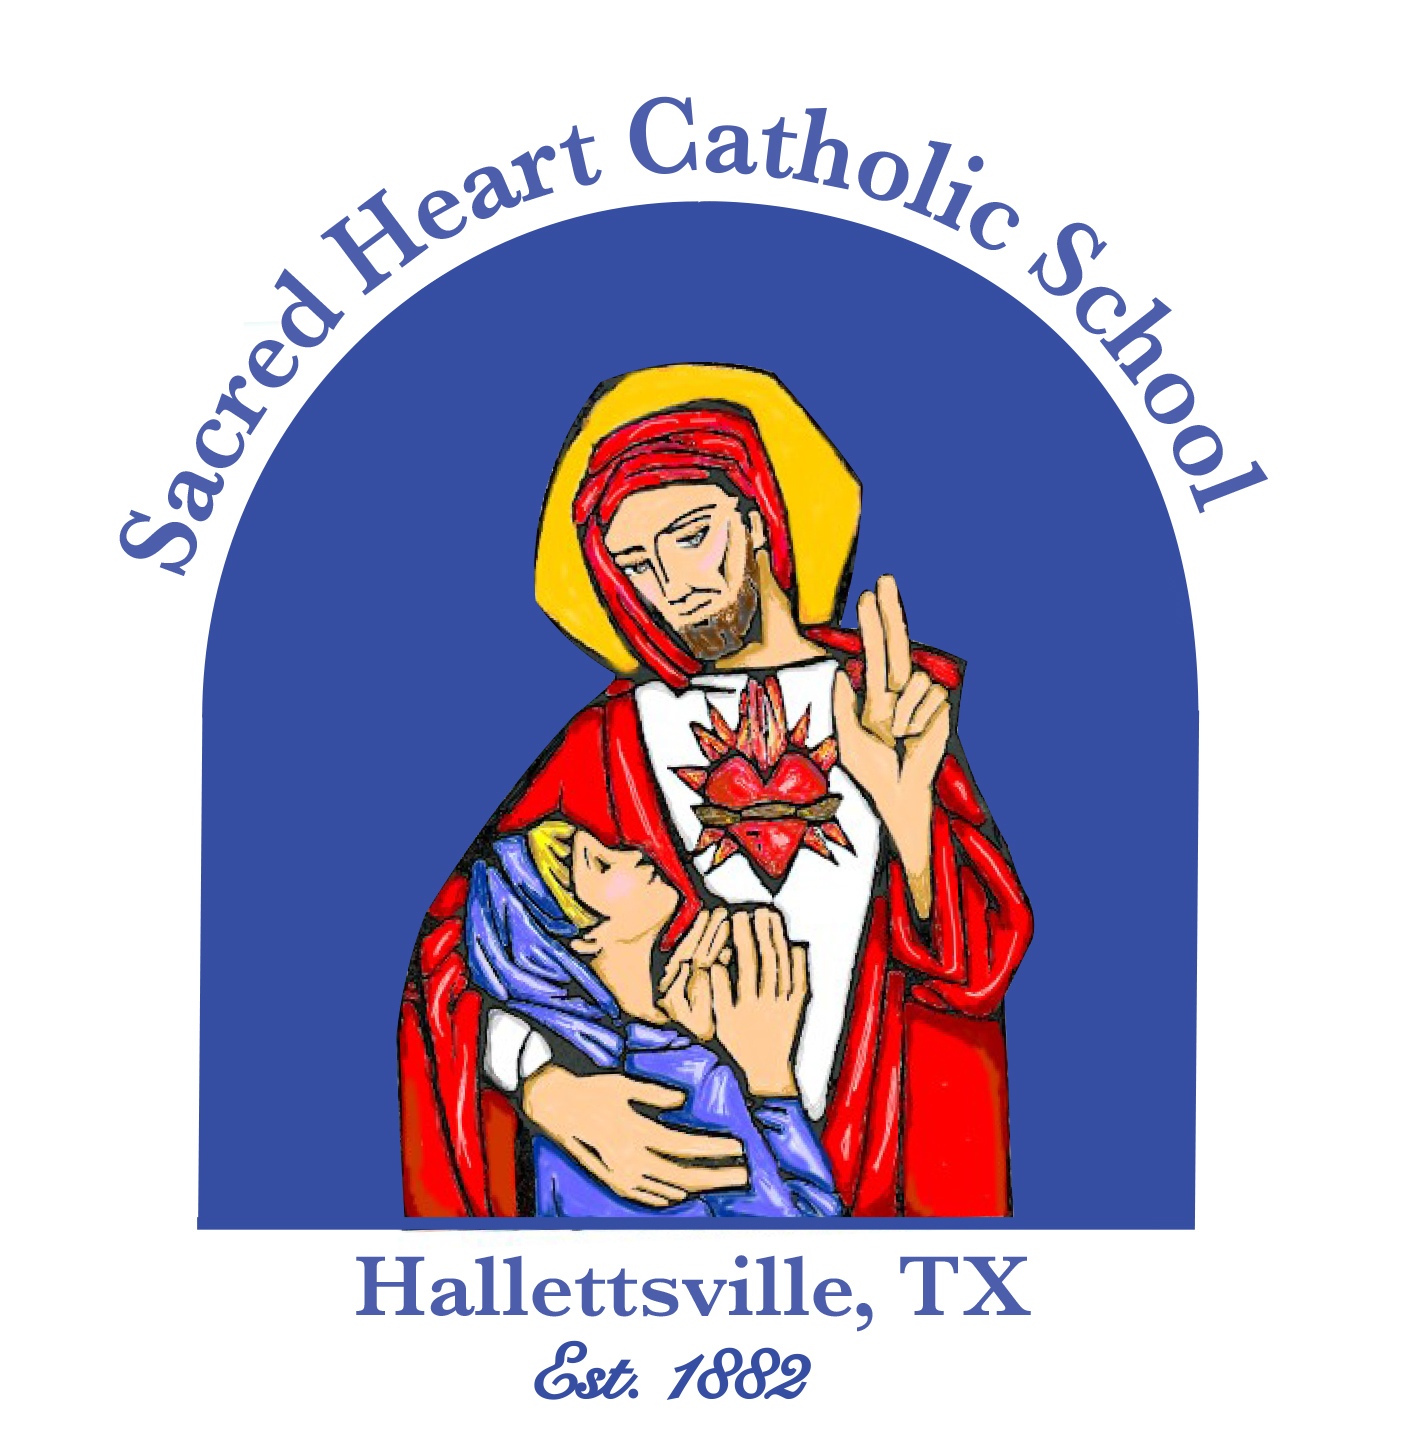 Sacred Heart Catholic School
Hallettsville, TX
Est. 1882